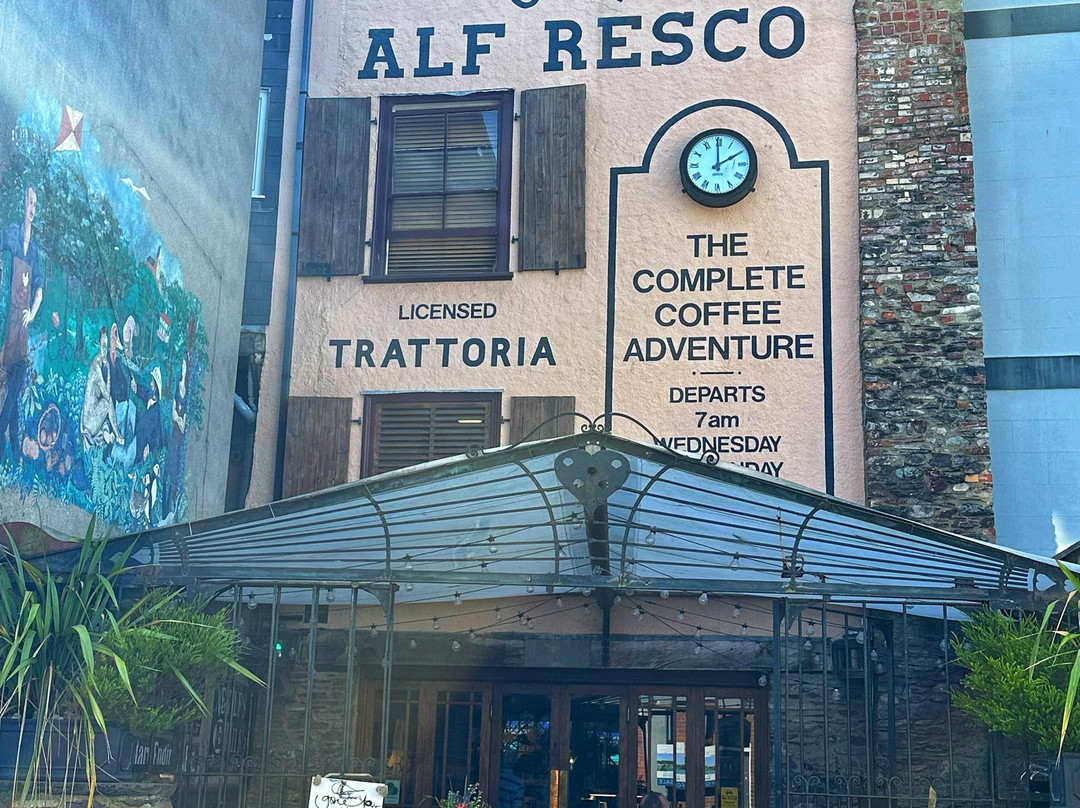 ALF RESCO
LICENSED
TRATTORIA
THE
COMPLETE
COFFEE
ADVENTURE
DEPARTS
7am
WEDNESDAY